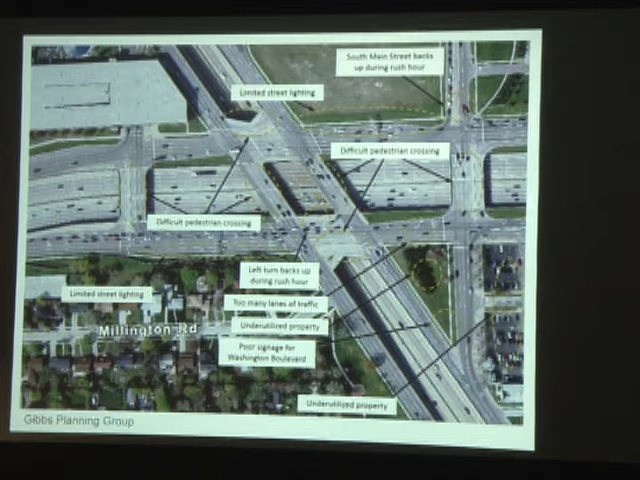 South Main Street backs
up during rush hour
Limited street lighting
Difficult pedestrian crossing
Difficult pedestrian crossing
Left turn backs up
during rush hour
Limited street lighting
Too many lanes of traffic
Underutilized property
Millington Rd
Poor signage for
Washington Boulevard
Underutilized property
Gibbs Planning Group